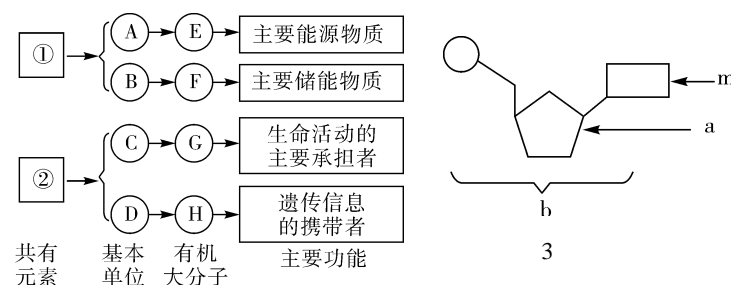 ①
A
E
主要能源物质
B
F
主要储能物质
②
C
G
生命活动的
主要承担者
D
H
遗传信息
的携带者
共有
元素
基本
单位
有机
大分子
主要功能
m
a
b
3